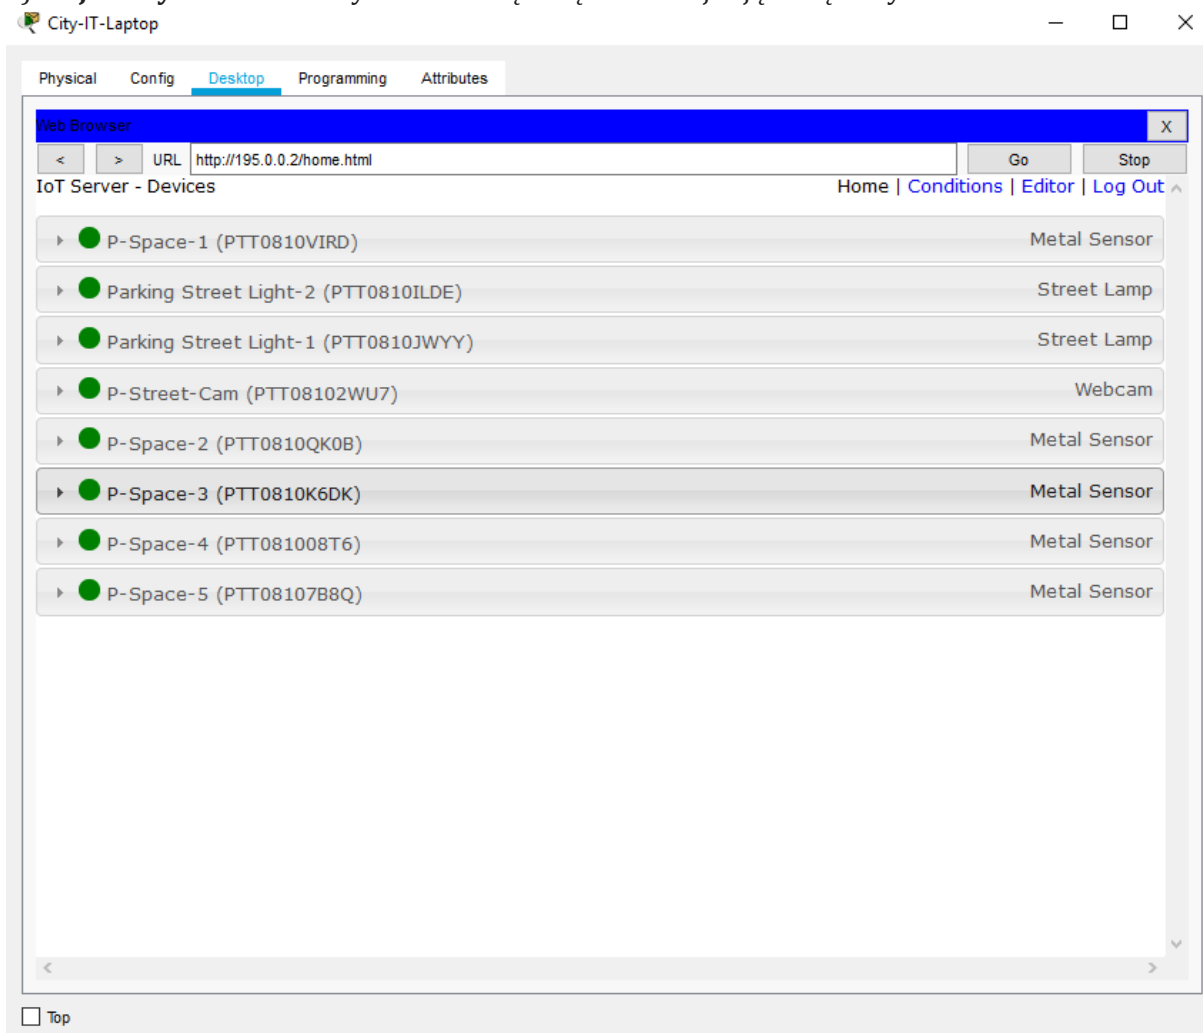 City-IT-Laptop
Physical Config Desktop Programming Attributes
Web Browser X
< > URL http://195.0.0.2/home.html Go Stop
IoT Server - Devices Home | Conditions | Editor | Log Out
P-Space-1 (PTT0810VIRD) Metal Sensor
Parking Street Light-2 (PTT0810ILDE) Street Lamp
Parking Street Light-1 (PTT0810JWYY) Street Lamp
P-Street-Cam (PTT08102WU7) Webcam
P-Space-2 (PTT0810QK0B) Metal Sensor
P-Space-3 (PTT0810K6DK) Metal Sensor
P-Space-4 (PTT081008T6) Metal Sensor
P-Space-5 (PTT08107B8Q) Metal Sensor
Top